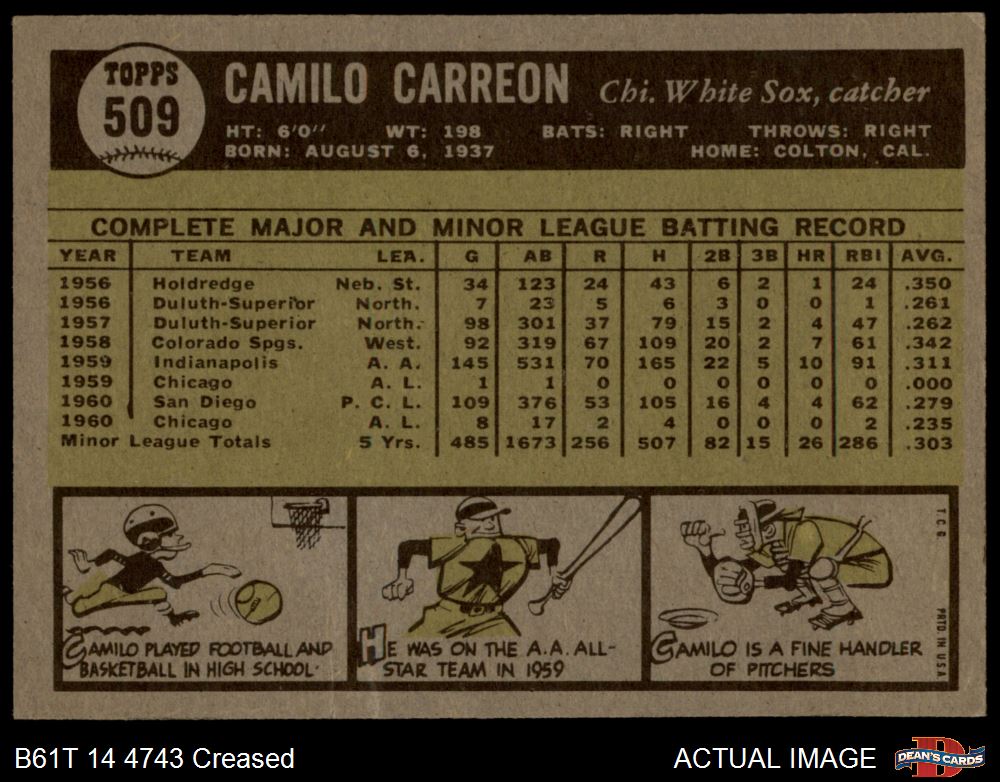 TOPPS
509
CAMILO CARREON Chi. White Sox, catcher
HT: 6'0" WT: 198 BATS: RIGHT THROWS: RIGHT
BORN: AUGUST 6, 1937 HOME: COLTON, CAL.
COMPLETE MAJOR AND MINOR LEAGUE BATTING RECORD
YEAR TEAM LEA. G AB R H 2B 3B HR RBI AVG.
1956 Holdredge Neb. St. 34 123 24 43 6 2 1 24 .350
1956 Duluth-Superior North. 7 23 5 6 3 0 0 1 .261
1957 Duluth-Superior North. 98 301 37 79 15 2 4 47 .262
1958 Colorado Spgs. West. 92 319 67 109 20 2 7 61 .342
1959 Indianapolis A. A. 145 531 70 165 22 5 10 91 .311
1959 Chicago A. L. 1 1 0 0 0 0 0 0 .000
1960 San Diego P. C. L. 109 376 53 105 16 4 4 62 .279
1960 Chicago A. L. 8 17 2 4 0 0 0 2 .235
Minor League Totals 5 Yrs. 485 1673 256 507 82 15 26 286 .303
CAMILO PLAYED FOOTBALL AND
BASKETBALL IN HIGH SCHOOL.
HE WAS ON THE A.A. ALL-
STAR TEAM IN 1959
CAMILO IS A FINE HANDLER
OF PITCHERS
T.C.G. PRTD. IN U.S.A.
B61T 14 4743 Creased
ACTUAL IMAGE
D
DEAN'S CARDS